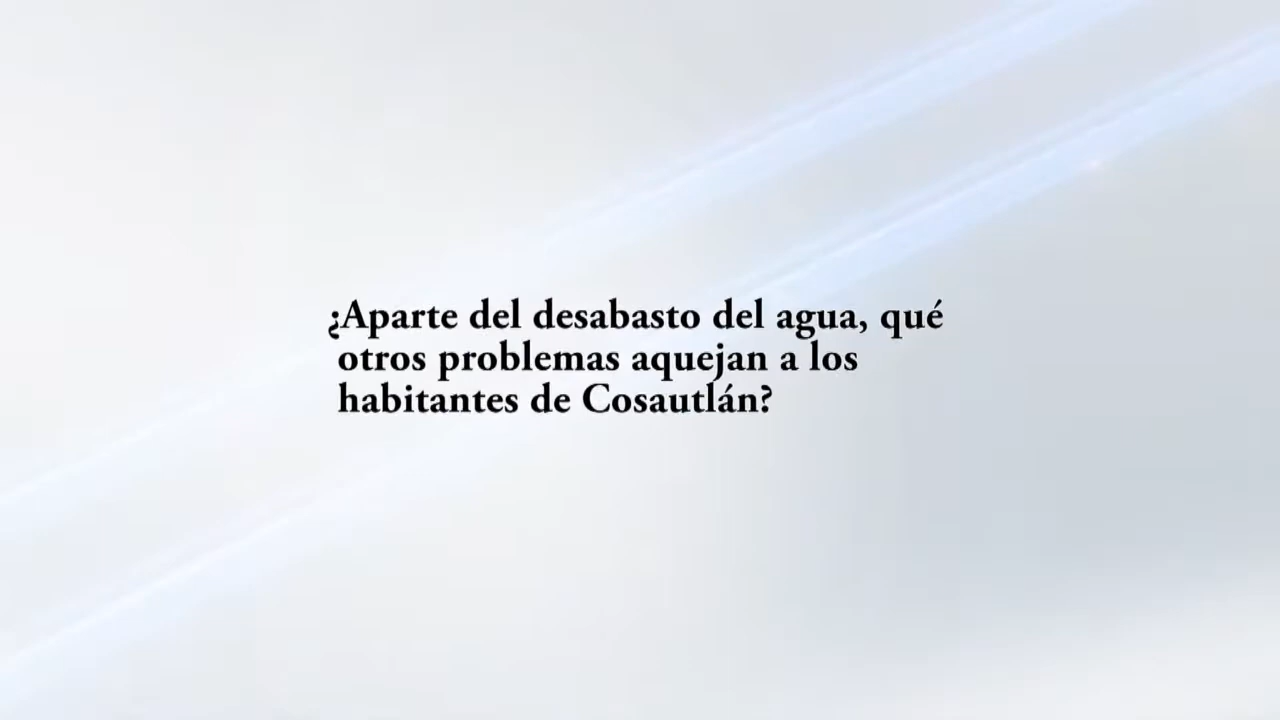 ¿Aparte del desabasto del agua, qué
otros problemas aquejan a los
habitantes de Cosautlán?